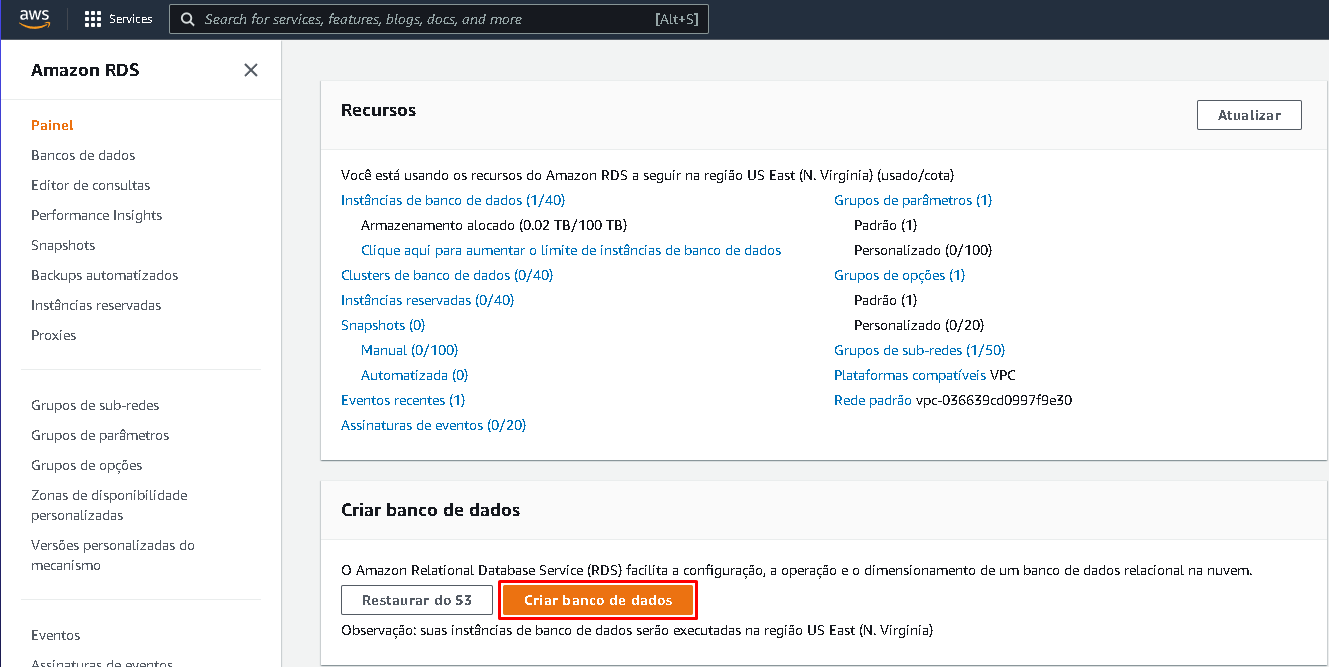 aws
Services
Search for services, features, blogs, docs, and more
[Alt+S]
Amazon RDS
Painel
Bancos de dados
Editor de consultas
Performance Insights
Snapshots
Backups automatizados
Instâncias reservadas
Proxies
Grupos de sub-redes
Grupos de parâmetros
Grupos de opções
Zonas de disponibilidade
personalizadas
Versões personalizadas do
mecanismo
Eventos
Assinaturas de eventos
Recursos
Atualizar
Você está usando os recursos do Amazon RDS a seguir na região US East (N. Virginia) (usado/cota)
Instâncias de banco de dados (1/40)
Armazenamento alocado (0.02 TB/100 TB)
Clique aqui para aumentar o limite de instâncias de banco de dados
Clusters de banco de dados (0/40)
Instâncias reservadas (0/40)
Snapshots (0)
Manual (0/100)
Automatizada (0)
Eventos recentes (1)
Assinaturas de eventos (0/20)
Grupos de parâmetros (1)
Padrão (1)
Personalizado (0/100)
Grupos de opções (1)
Padrão (1)
Personalizado (0/20)
Grupos de sub-redes (1/50)
Plataformas compatíveis VPC
Rede padrão vpc-036639cd0997f9e30
Criar banco de dados
O Amazon Relational Database Service (RDS) facilita a configuração, a operação e o dimensionamento de um banco de dados relacional na nuvem.
Restaurar do S3
Criar banco de dados
Observação: suas instâncias de banco de dados serão executadas na região US East (N. Virginia)